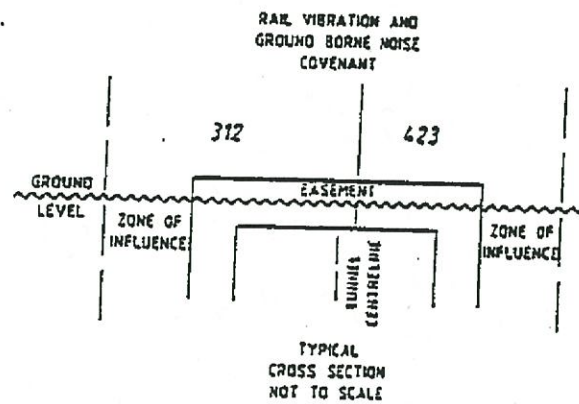 RAIL VIBRATION AND
GROUND BORNE NOISE
COVENANT
312
423
GROUND
LEVEL
EASEMENT
ZONE OF
INFLUENCE
ZONE OF
INFLUENCE
TUNNEL
CENTRELINE
TYPICAL
CROSS SECTION
NOT TO SCALE